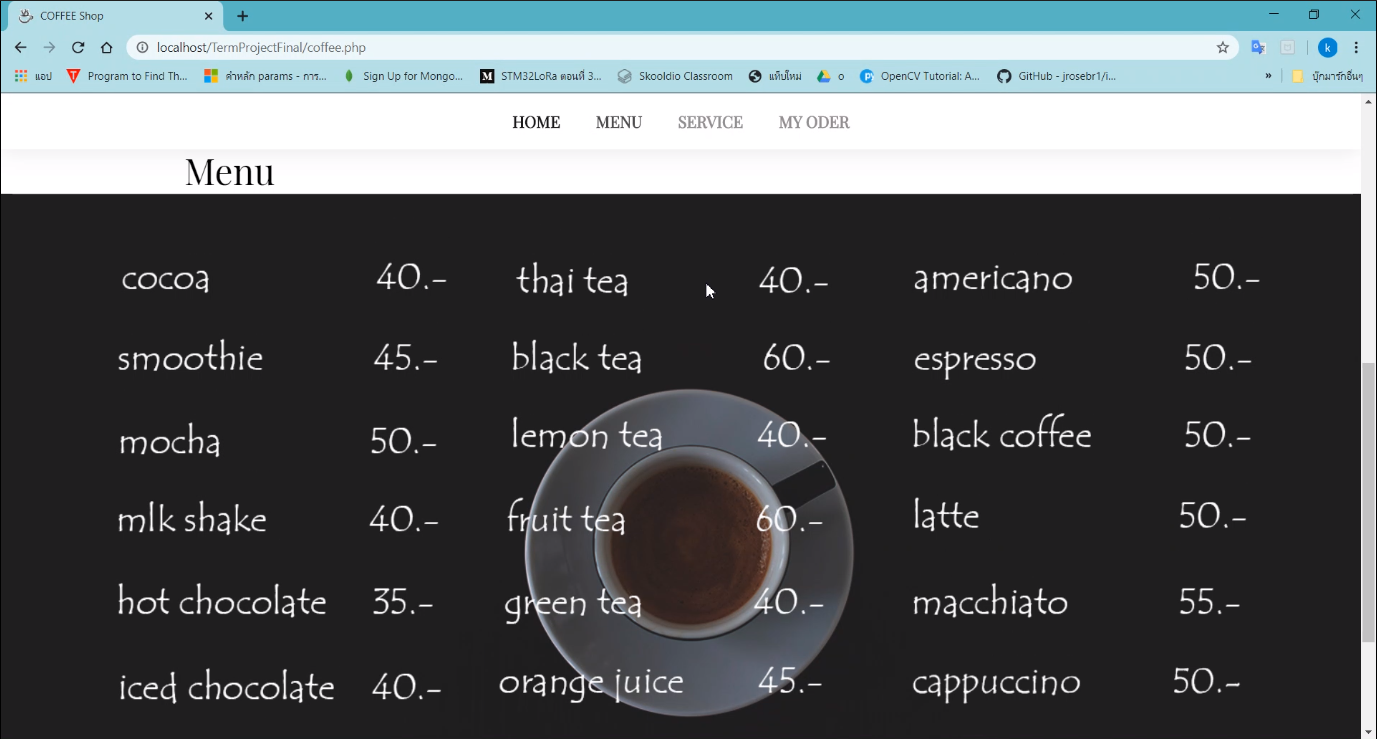 COFFEE Shop
localhost/TermProjectFinal/coffee.php
k
แอป Program to Find Th... คำหลัก params - การ... Sign Up for Mongo... STM32LoRa ตอนที่ 3... Skooldio Classroom แท็บใหม่ o OpenCV Tutorial: A... GitHub - jrosebr1/i... » บุ๊กมาร์กอื่นๆ
HOME MENU SERVICE MY ODER
Menu
cocoa 40.- thai tea 40.- americano 50.-
smoothie 45.- black tea 60.- espresso 50.-
mocha 50.- lemon tea 40.- black coffee 50.-
mlk shake 40.- fruit tea 60.- latte 50.-
hot chocolate 35.- green tea 40.- macchiato 55.-
iced chocolate 40.- orange juice 45.- cappuccino 50.-